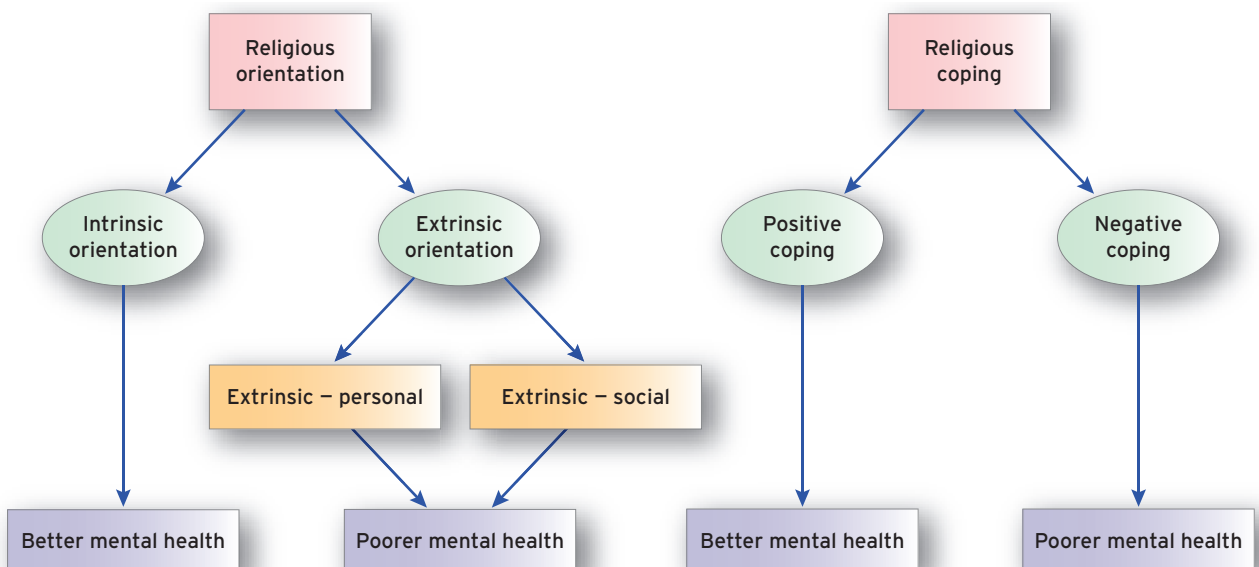 Religious
orientation
Religious
coping
Intrinsic
orientation
Extrinsic
orientation
Positive
coping
Negative
coping
Extrinsic – personal
Extrinsic – social
Better mental health
Poorer mental health
Better mental health
Poorer mental health